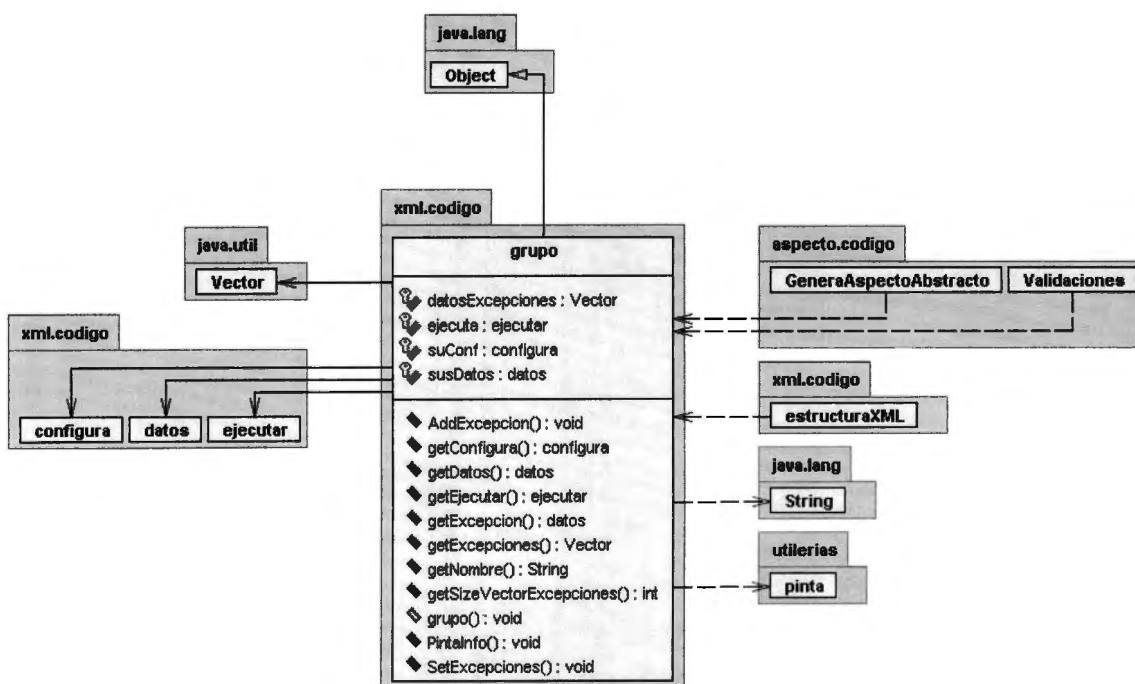 java.lang
Object
xml.codigo
grupo
datosExcepciones : Vector
ejecuta : ejecutar
suConf : configura
susDatos : datos
AddExcepcion() : void
getConfigura() : configura
getDatos() : datos
getEjecutar() : ejecutar
getExcepcion() : datos
getExcepciones() : Vector
getNombre() : String
getSizeVectorExcepciones() : int
grupo() : void
PintaInfo() : void
SetExcepciones() : void
java.util
Vector
xml.codigo
configura datos ejecutar
aspecto.codigo
GeneraAspectoAbstracto Validaciones
xml.codigo
estructuraXML
java.lang
String
utilerias
pinta